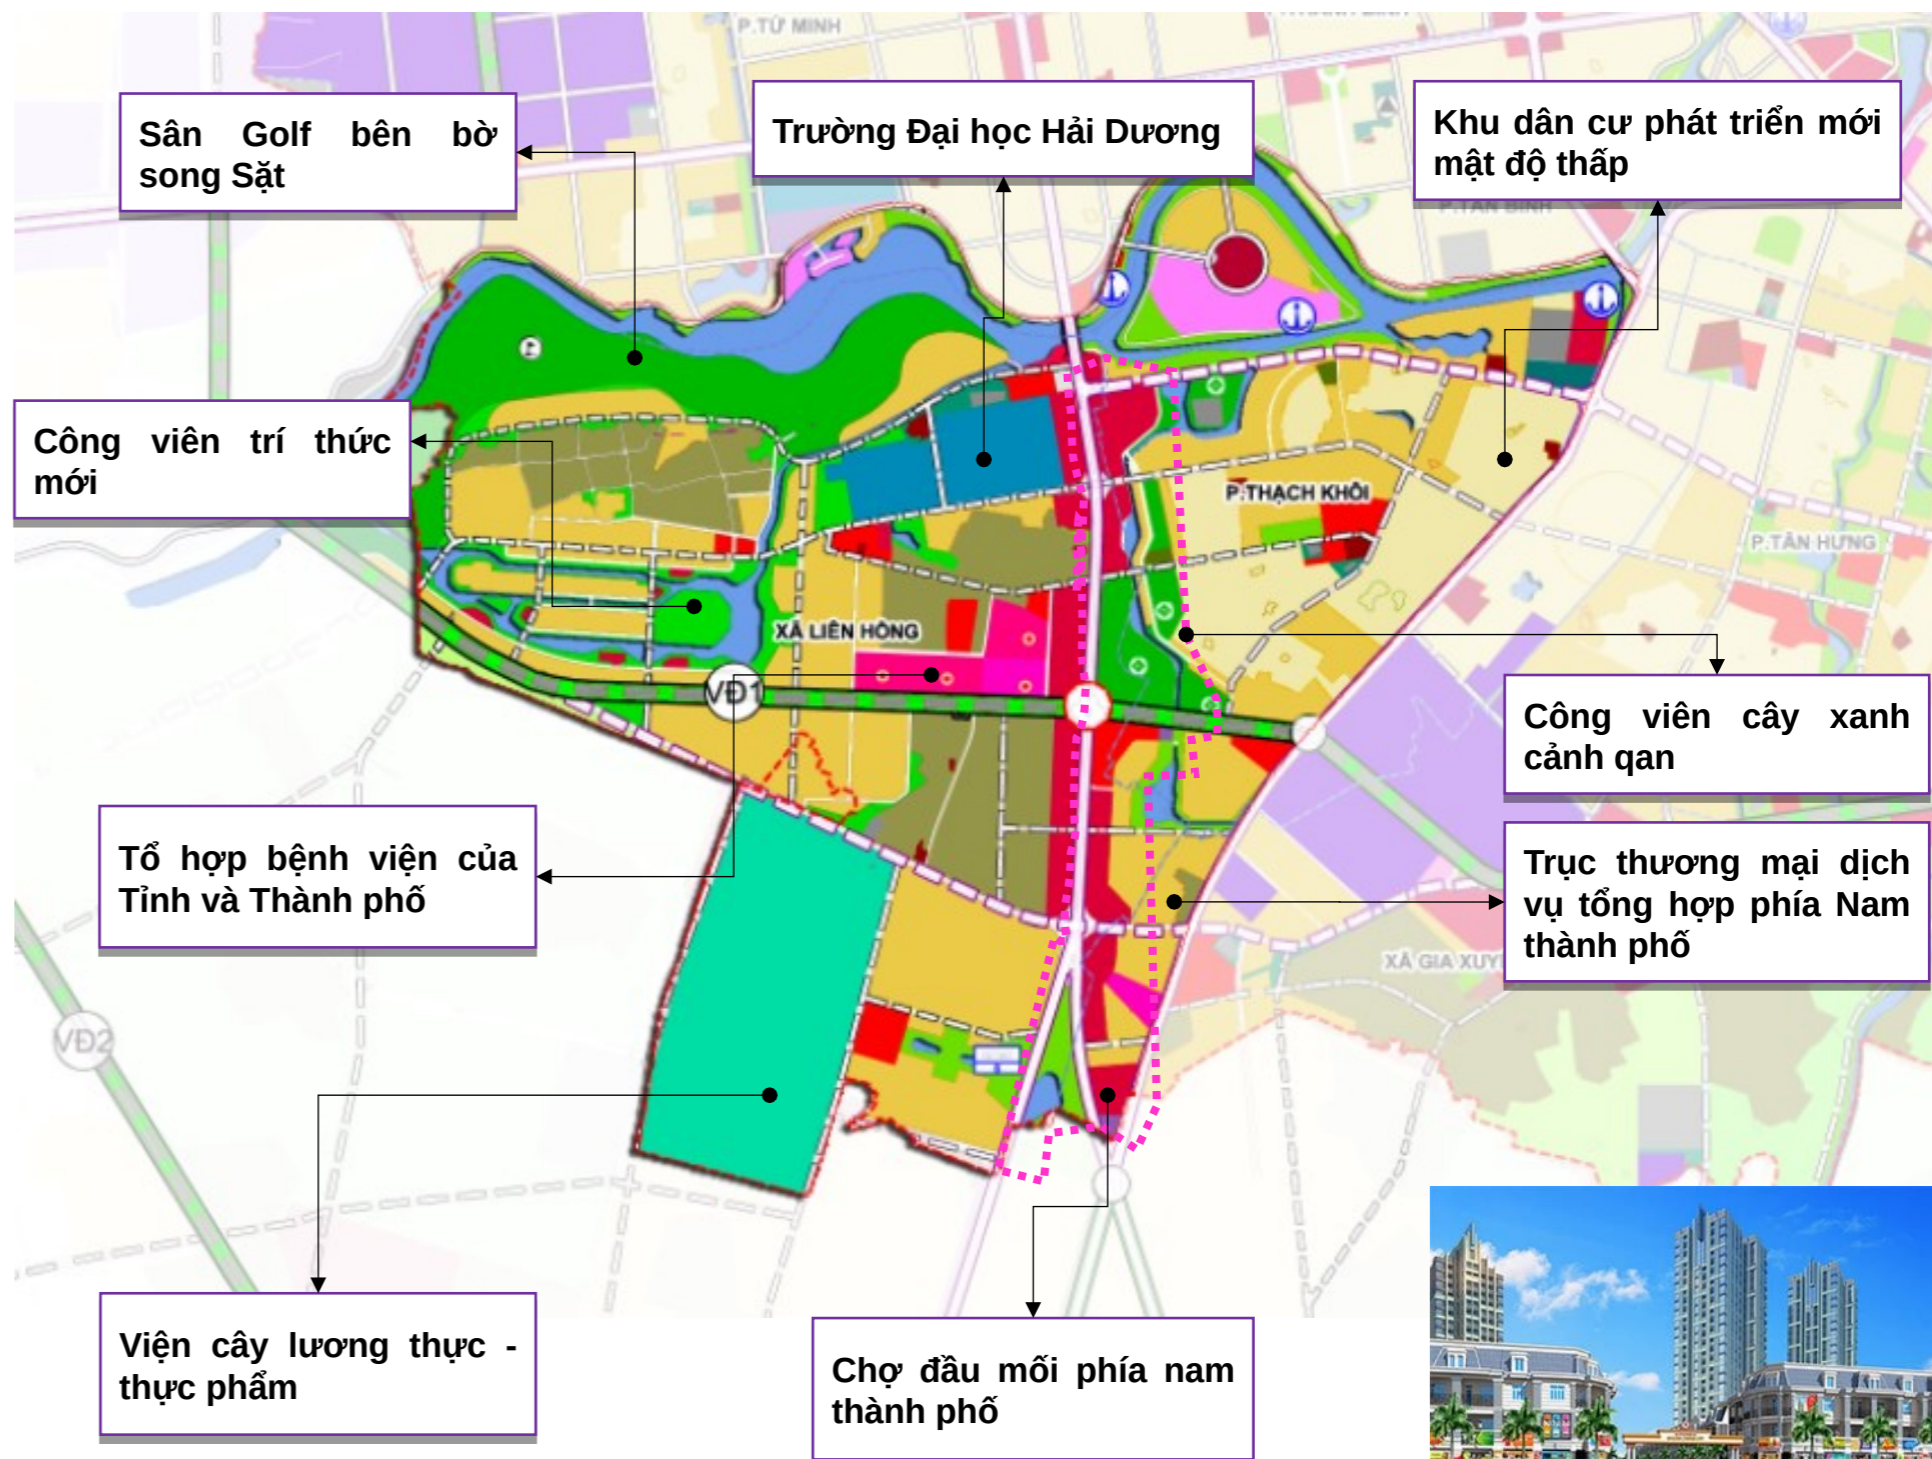 P.TỨ MINH
Sân Golf bên bờ
song Sặt
Trường Đại học Hải Dương
Khu dân cư phát triển mới
mật độ thấp
P.TÂN BÌNH
Công viên trí thức
mới
P.THẠCH KHÔI
P.TÂN HƯNG
XÃ LIÊN HỒNG
VĐ1
Công viên cây xanh
cảnh qan
Tổ hợp bệnh viện của
Tỉnh và Thành phố
Trục thương mại dịch
vụ tổng hợp phía Nam
thành phố
XÃ GIA XUY
VĐ2
Viện cây lương thực -
thực phẩm
Chợ đầu mối phía nam
thành phố